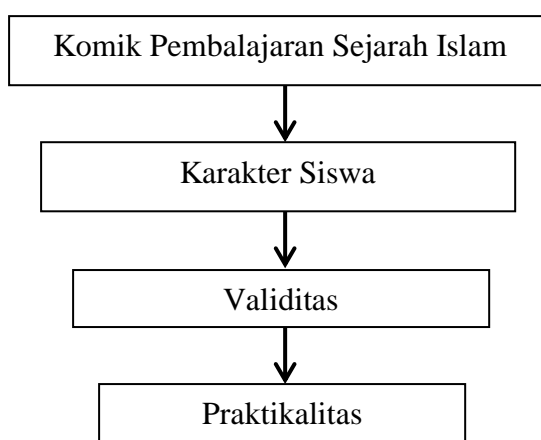 Komik Pembalajaran Sejarah Islam
Karakter Siswa
Validitas
Praktikalitas